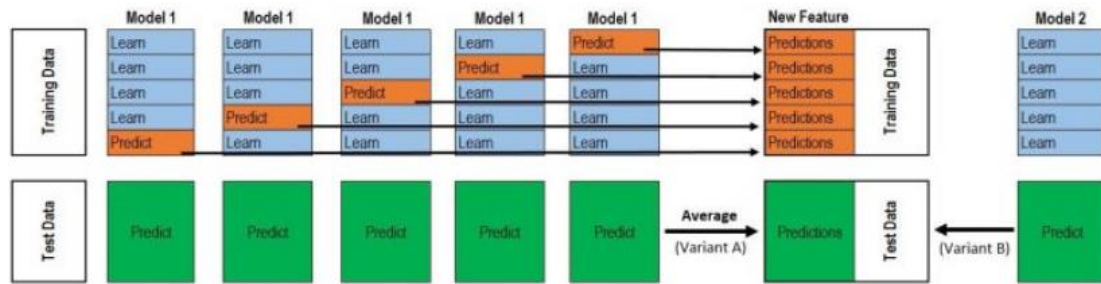 Model 1 Model 1 Model 1 Model 1 Model 1 New Feature Model 2
Training Data
Learn Learn Learn Learn Predict Predictions Learn
Learn Learn Learn Predict Learn Predictions Learn
Learn Learn Predict Learn Learn Predictions Learn
Learn Predict Learn Learn Learn Predictions Learn
Predict Learn Learn Learn Learn Predictions Learn
Training Data
Test Data
Predict Predict Predict Predict Predict
Average
(Variant A)
Predictions
Test Data
(Variant B)
Predict